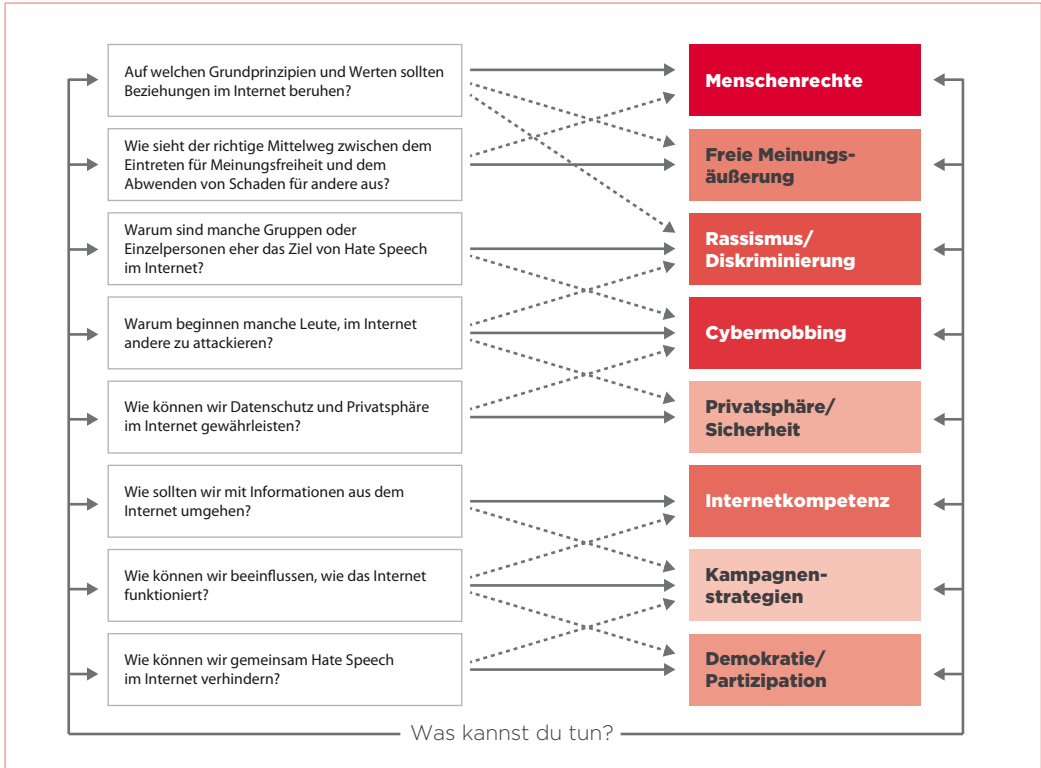 Auf welchen Grundprinzipien und Werten sollten
Beziehungen im Internet beruhen?
Menschenrechte
Wie sieht der richtige Mittelweg zwischen dem
Eintreten für Meinungsfreiheit und dem
Abwenden von Schaden für andere aus?
Freie Meinungs-
äußerung
Warum sind manche Gruppen oder
Einzelpersonen eher das Ziel von Hate Speech
im Internet?
Rassismus/
Diskriminierung
Warum beginnen manche Leute, im Internet
andere zu attackieren?
Cybermobbing
Wie können wir Datenschutz und Privatsphäre
im Internet gewährleisten?
Privatsphäre/
Sicherheit
Wie sollten wir mit Informationen aus dem
Internet umgehen?
Internetkompetenz
Wie können wir beeinflussen, wie das Internet
funktioniert?
Kampagnen-
strategien
Wie können wir gemeinsam Hate Speech
im Internet verhindern?
Demokratie/
Partizipation
Was kannst du tun?